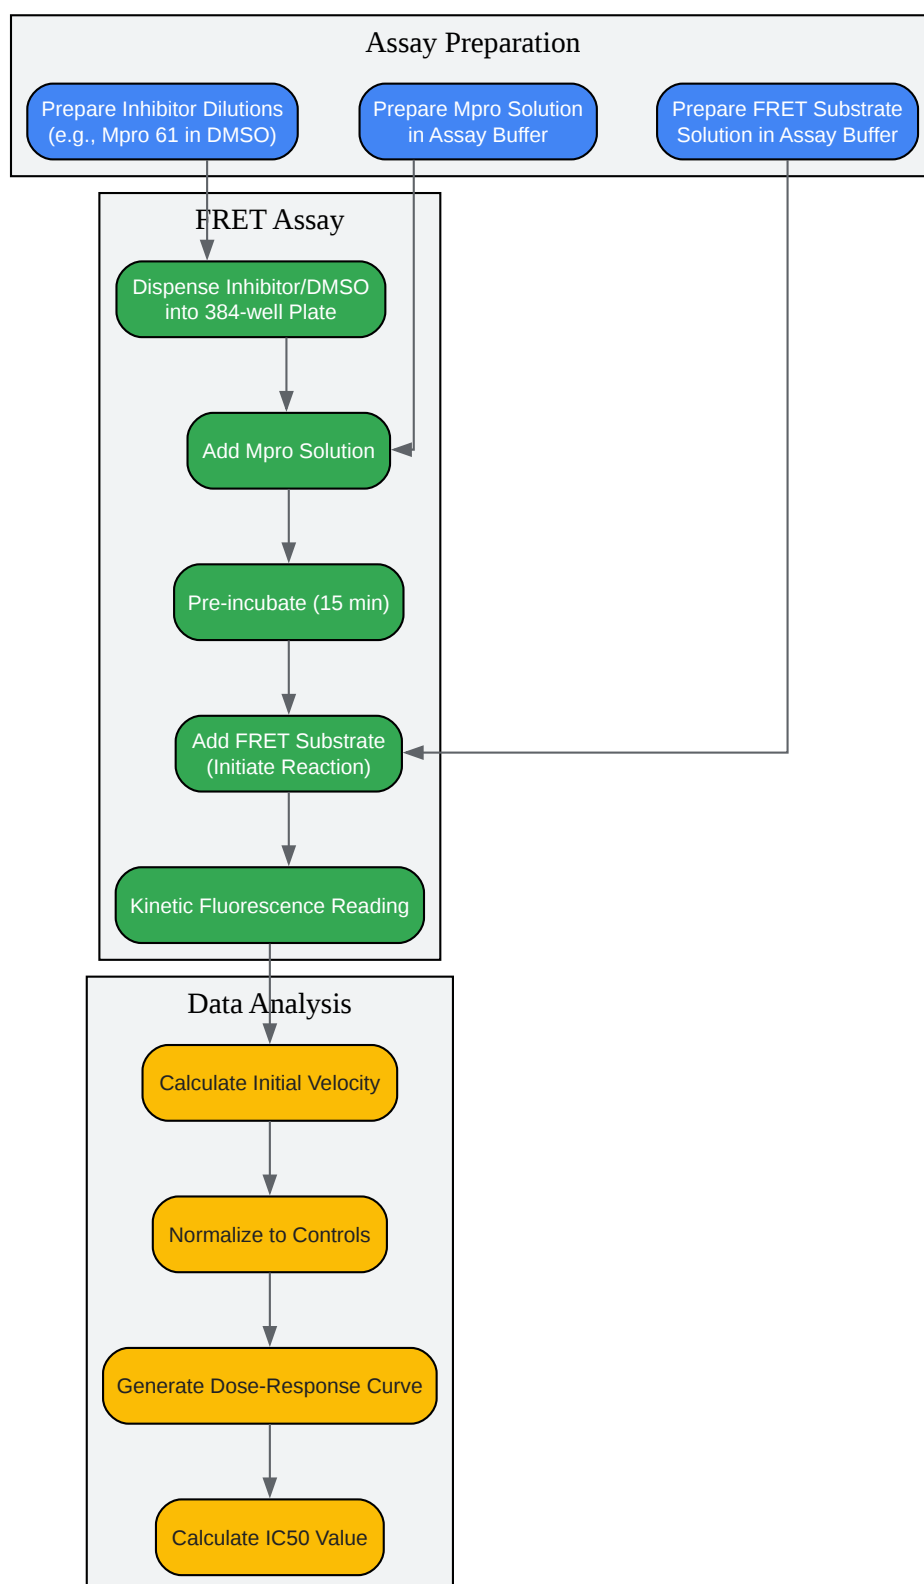 Assay Preparation
Prepare Inhibitor Dilutions
(e.g., Mpro 61 in DMSO)
Prepare Mpro Solution
in Assay Buffer
Prepare FRET Substrate
Solution in Assay Buffer
FRET Assay
Dispense Inhibitor/DMSO
into 384-well Plate
Add Mpro Solution
Pre-incubate (15 min)
Add FRET Substrate
(Initiate Reaction)
Kinetic Fluorescence Reading
Data Analysis
Calculate Initial Velocity
Normalize to Controls
Generate Dose-Response Curve
Calculate IC50 Value